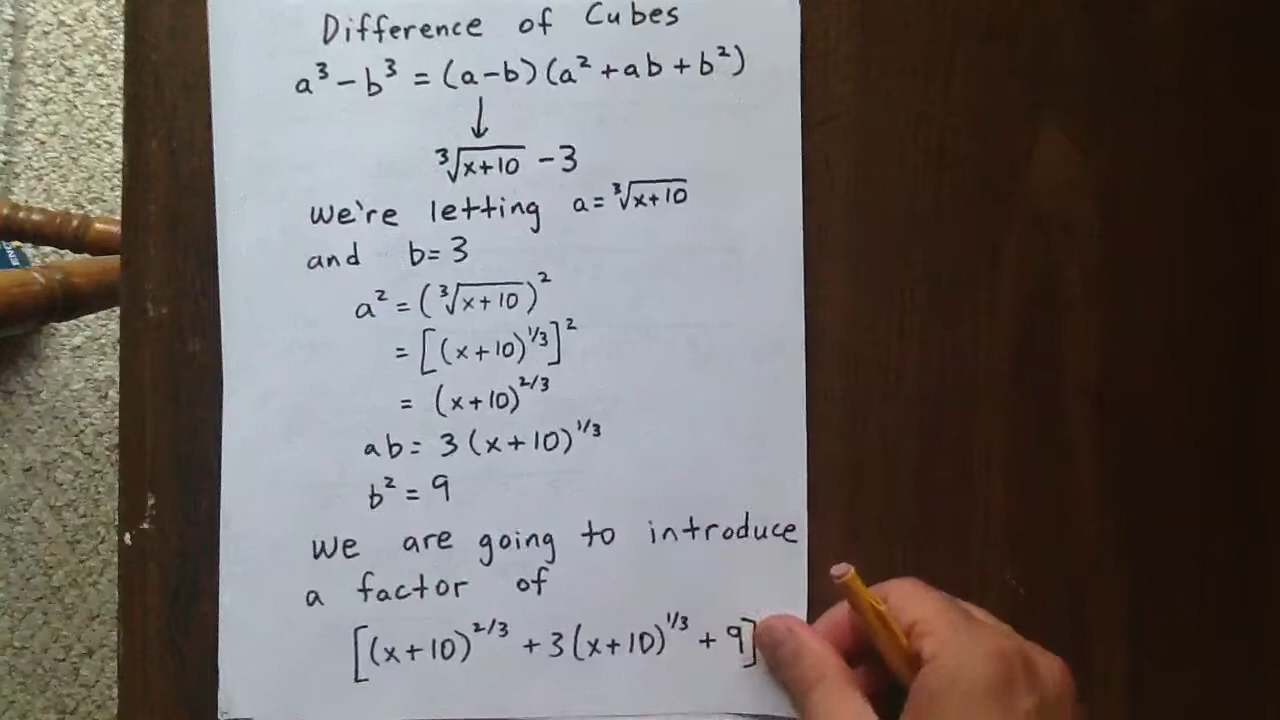 Difference of Cubes
a³ − b³ = (a−b)(a² + ab + b²)
↓
∛(x+10) − 3
We're letting a = ∛(x+10)
and b = 3
a² = (∛(x+10))²
= [(x+10)^(1/3)]²
= (x+10)^(2/3)
ab = 3(x+10)^(1/3)
b² = 9
We are going to introduce
a factor of
[(x+10)^(2/3) + 3(x+10)^(1/3) + 9]